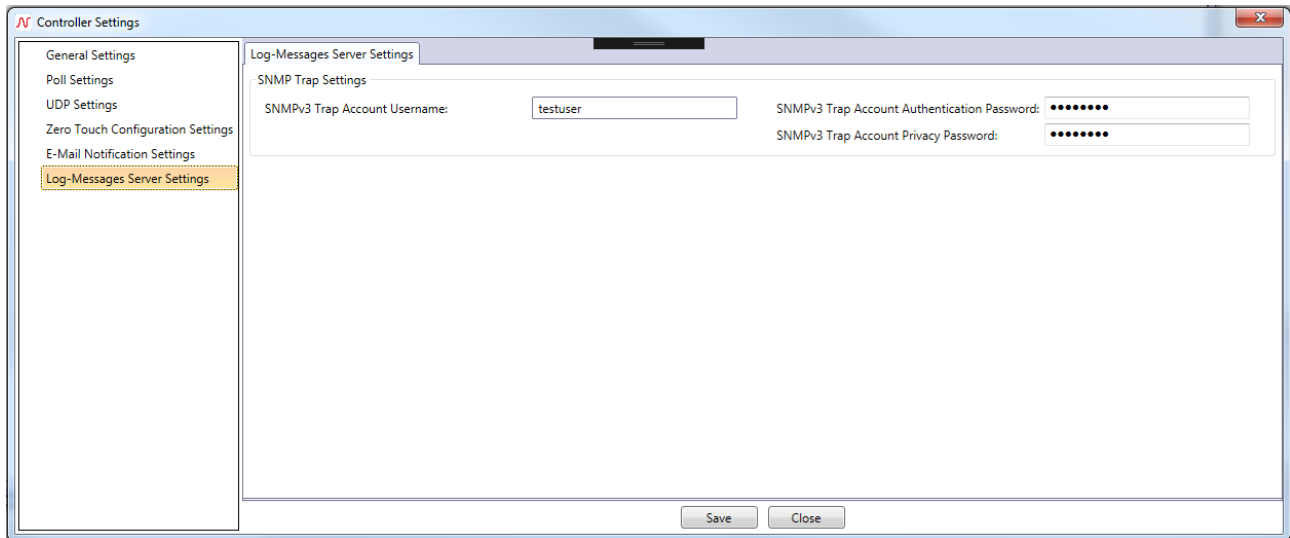 Controller Settings
General Settings
Poll Settings
UDP Settings
Zero Touch Configuration Settings
E-Mail Notification Settings
Log-Messages Server Settings
Log-Messages Server Settings
SNMP Trap Settings
SNMPv3 Trap Account Username: testuser SNMPv3 Trap Account Authentication Password: ●●●●●●●●
SNMPv3 Trap Account Privacy Password: ●●●●●●●●
Save Close